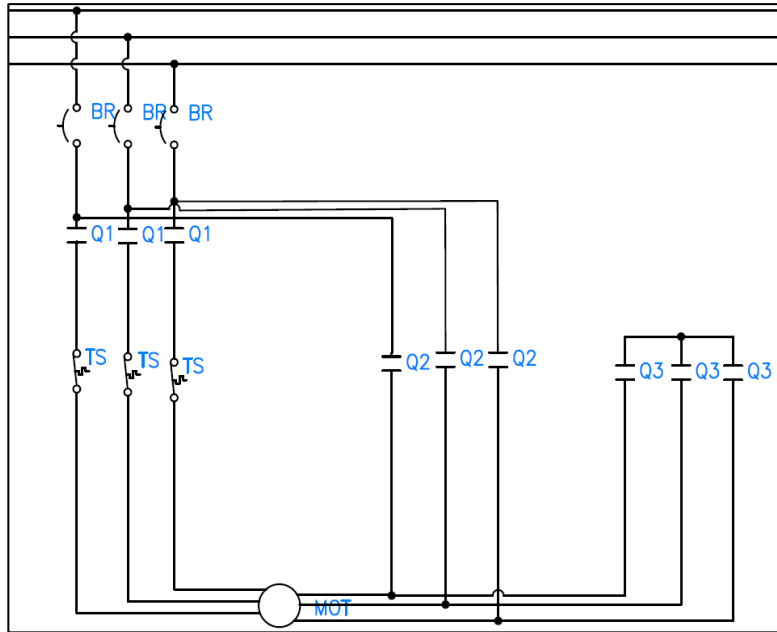 BR BR BR
Q1 Q1 Q1
TS TS TS
Q2 Q2 Q2
Q3 Q3 Q3
MOT